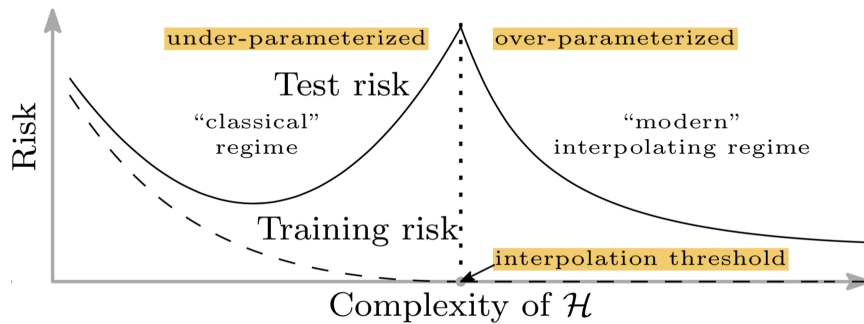 under-parameterized
over-parameterized
Test risk
“classical”
regime
“modern”
interpolating regime
Risk
Training risk
interpolation threshold
Complexity of ℋ